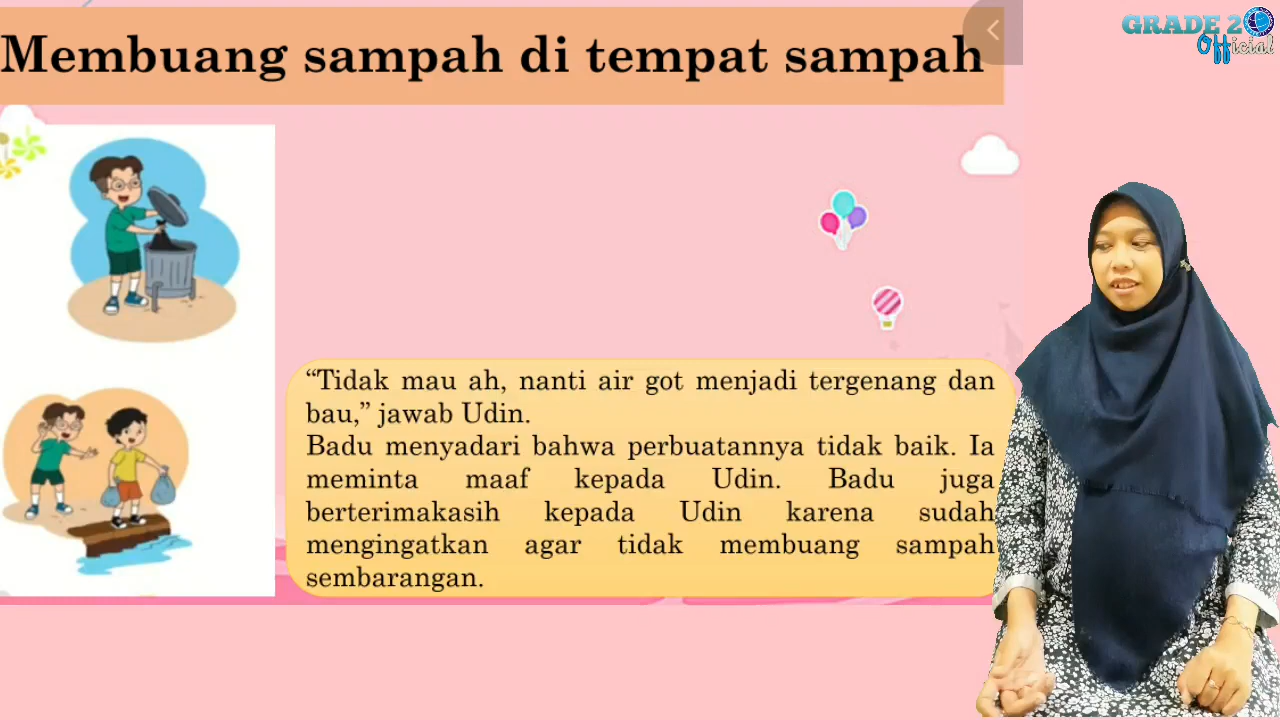 Membuang sampah di tempat sampah
GRADE 2
Official
“Tidak mau ah, nanti air got menjadi tergenang dan
bau,” jawab Udin.
Badu menyadari bahwa perbuatannya tidak baik. Ia
meminta maaf kepada Udin. Badu juga
berterimakasih kepada Udin karena sudah
mengingatkan agar tidak membuang sampah
sembarangan.